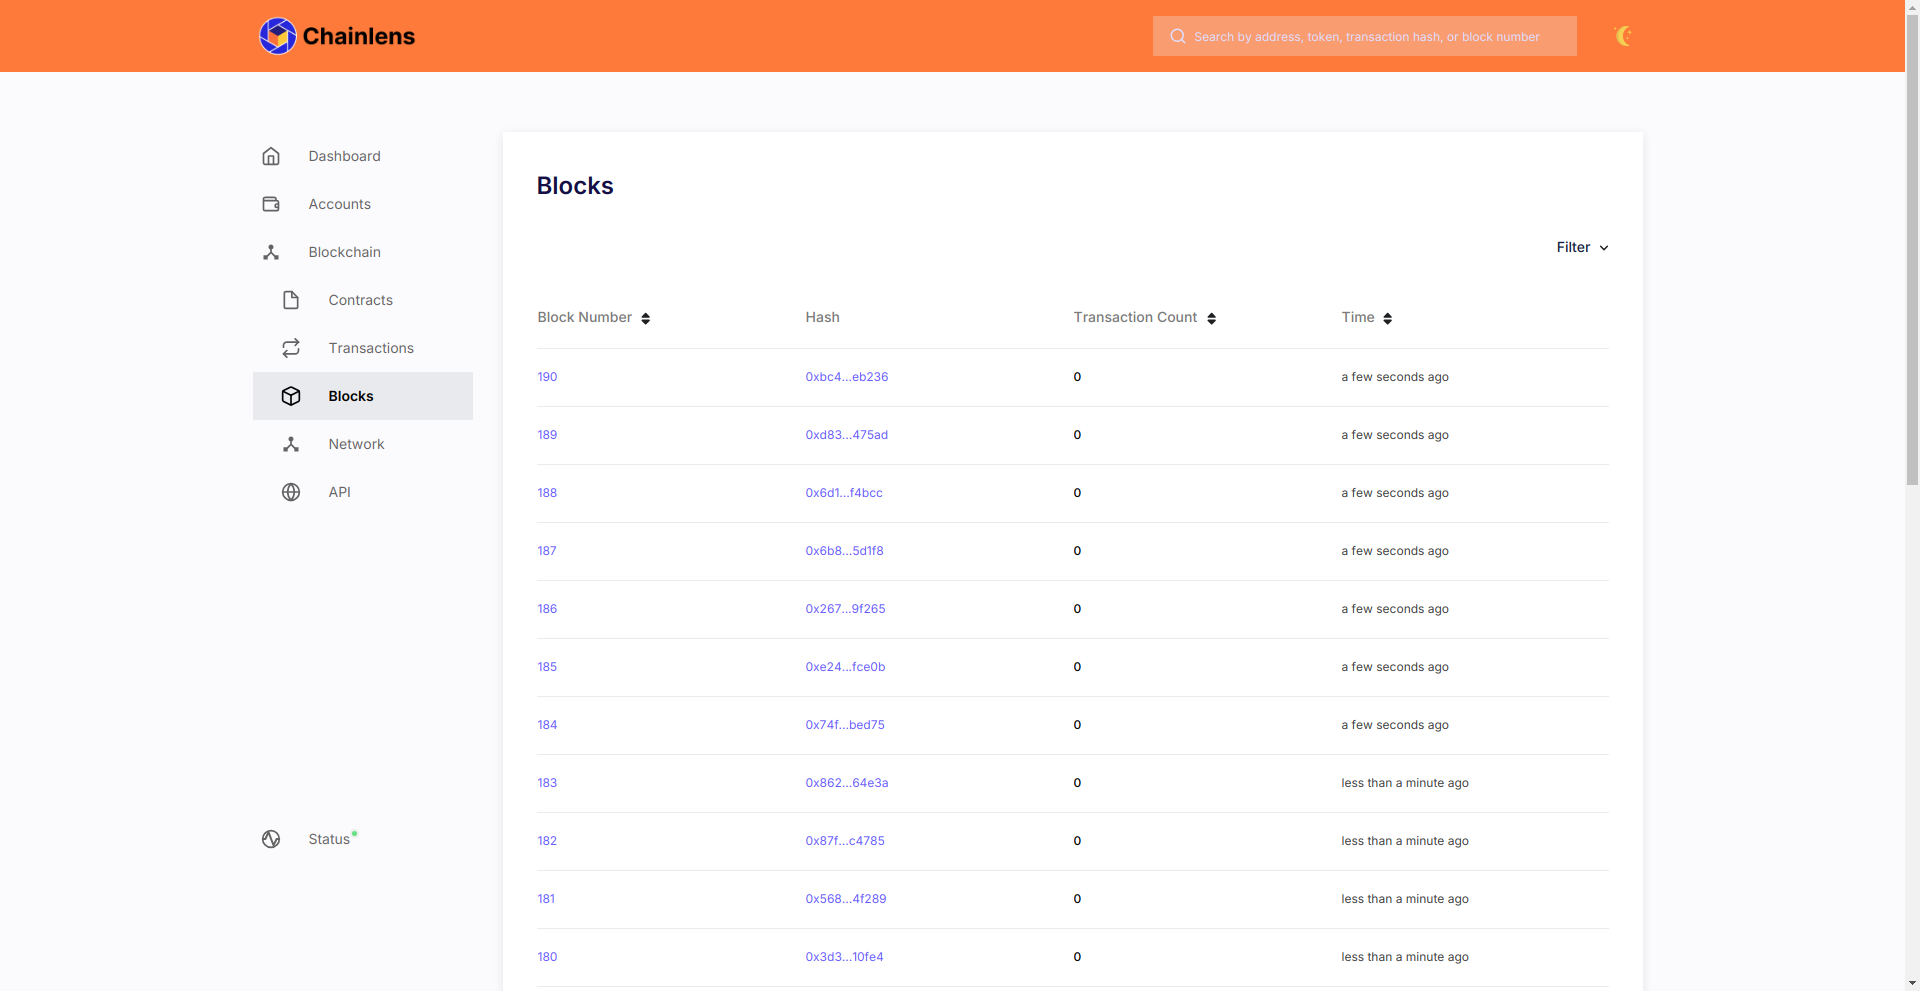 Chainlens
Search by address, token, transaction hash, or block number
Dashboard
Accounts
Blockchain
Contracts
Transactions
Blocks
Network
API
Status
Blocks
Filter
Block Number Hash Transaction Count Time
190 0xbc4...eb236 0 a few seconds ago
189 0xd83...475ad 0 a few seconds ago
188 0x6d1...f4bcc 0 a few seconds ago
187 0x6b8...5d1f8 0 a few seconds ago
186 0x267...9f265 0 a few seconds ago
185 0xe24...fce0b 0 a few seconds ago
184 0x74f...bed75 0 a few seconds ago
183 0x862...64e3a 0 less than a minute ago
182 0x87f...c4785 0 less than a minute ago
181 0x568...4f289 0 less than a minute ago
180 0x3d3...10fe4 0 less than a minute ago